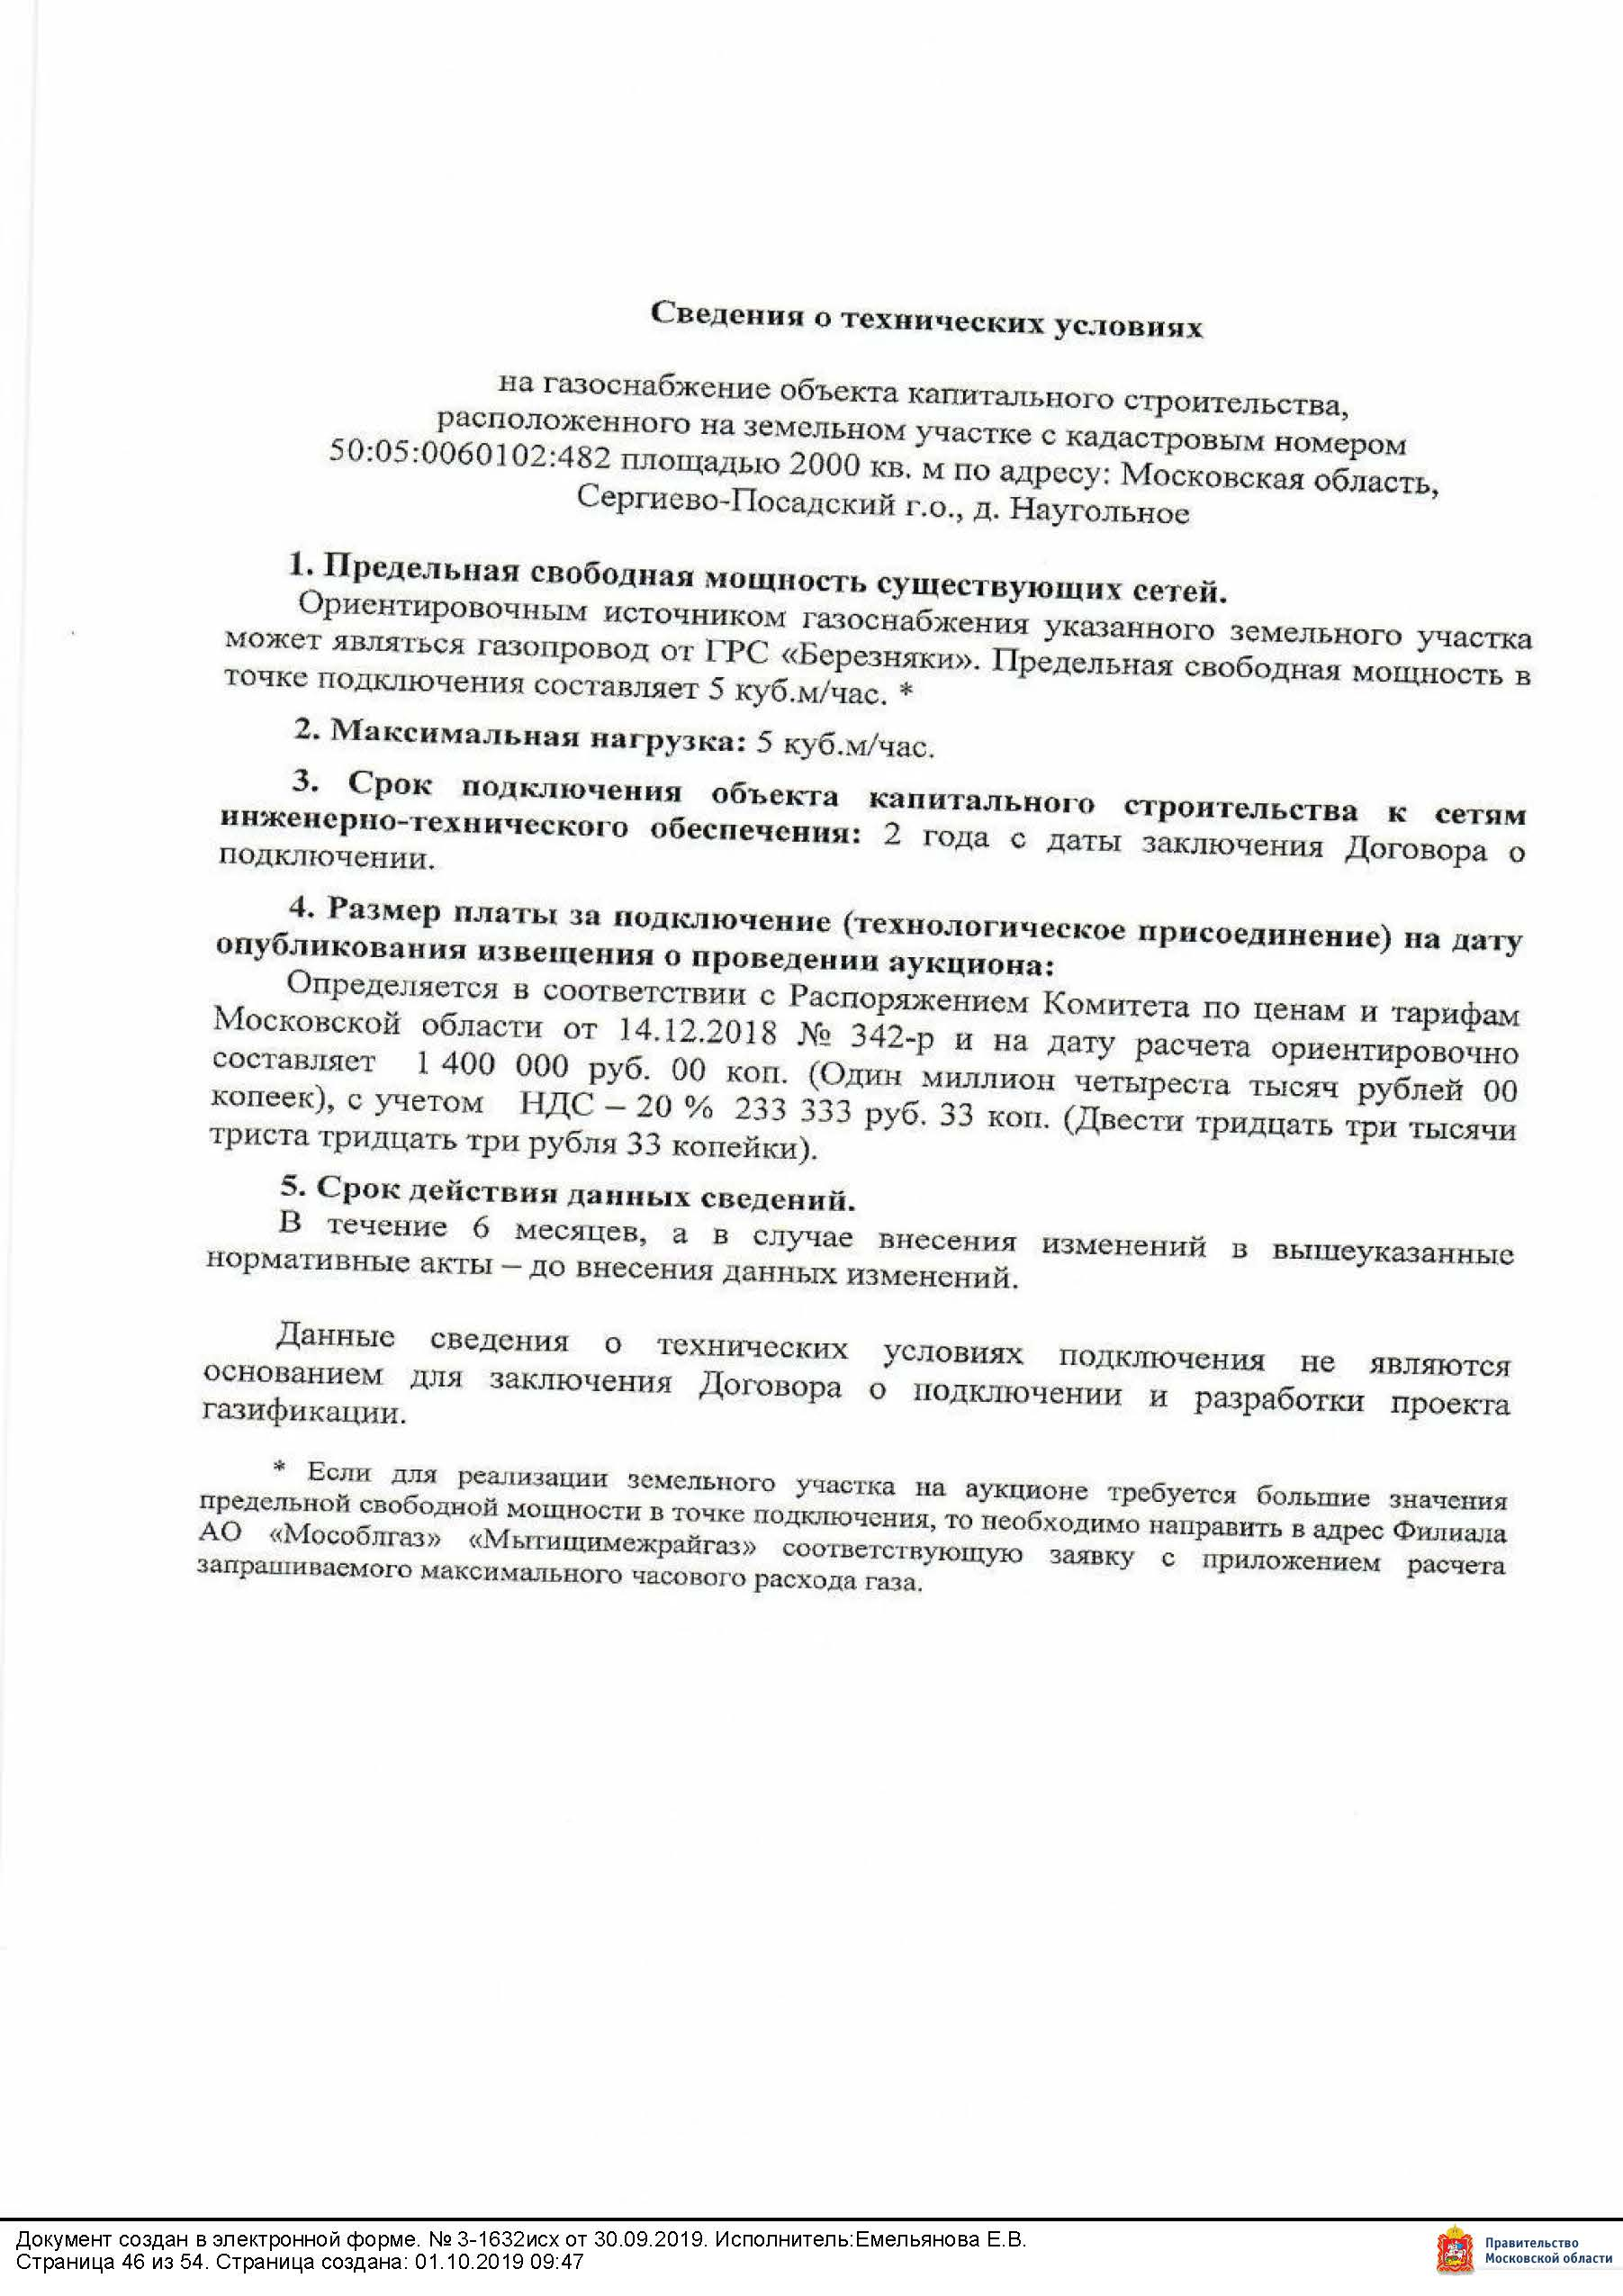 Сведения о технических условиях
на газоснабжение объекта капитального строительства,
расположенного на земельном участке с кадастровым номером
50:05:0060102:482 площадью 2000 кв. м по адресу: Московская область,
Сергиево-Посадский г.о., д. Наугольное
1. Предельная свободная мощность существующих сетей.
Ориентировочным источником газоснабжения указанного земельного участка
может являться газопровод от ГРС «Березняки». Предельная свободная мощность в
точке подключения составляет 5 куб.м/час. *
2. Максимальная нагрузка: 5 куб.м/час.
3. Срок подключения объекта капитального строительства к сетям
инженерно-технического обеспечения: 2 года с даты заключения Договора о
подключении.
4. Размер платы за подключение (технологическое присоединение) на дату
опубликования извещения о проведении аукциона:
Определяется в соответствии с Распоряжением Комитета по ценам и тарифам
Московской области от 14.12.2018 № 342-р и на дату расчета ориентировочно
составляет 1 400 000 руб. 00 коп. (Один миллион четыреста тысяч рублей 00
копеек), с учетом НДС – 20 % 233 333 руб. 33 коп. (Двести тридцать три тысячи
триста тридцать три рубля 33 копейки).
5. Срок действия данных сведений.
В течение 6 месяцев, а в случае внесения изменений в вышеуказанные
нормативные акты – до внесения данных изменений.
Данные сведения о технических условиях подключения не являются
основанием для заключения Договора о подключении и разработки проекта
газификации.
* Если для реализации земельного участка на аукционе требуется большие значения
предельной свободной мощности в точке подключения, то необходимо направить в адрес Филиала
АО «Мособлгаз» «Мытищимежрайгаз» соответствующую заявку с приложением расчета
запрашиваемого максимального часового расхода газа.
Документ создан в электронной форме. № 3-1632исх от 30.09.2019. Исполнитель:Емельянова Е.В.
Страница 46 из 54. Страница создана: 01.10.2019 09:47
Правительство
Московской области